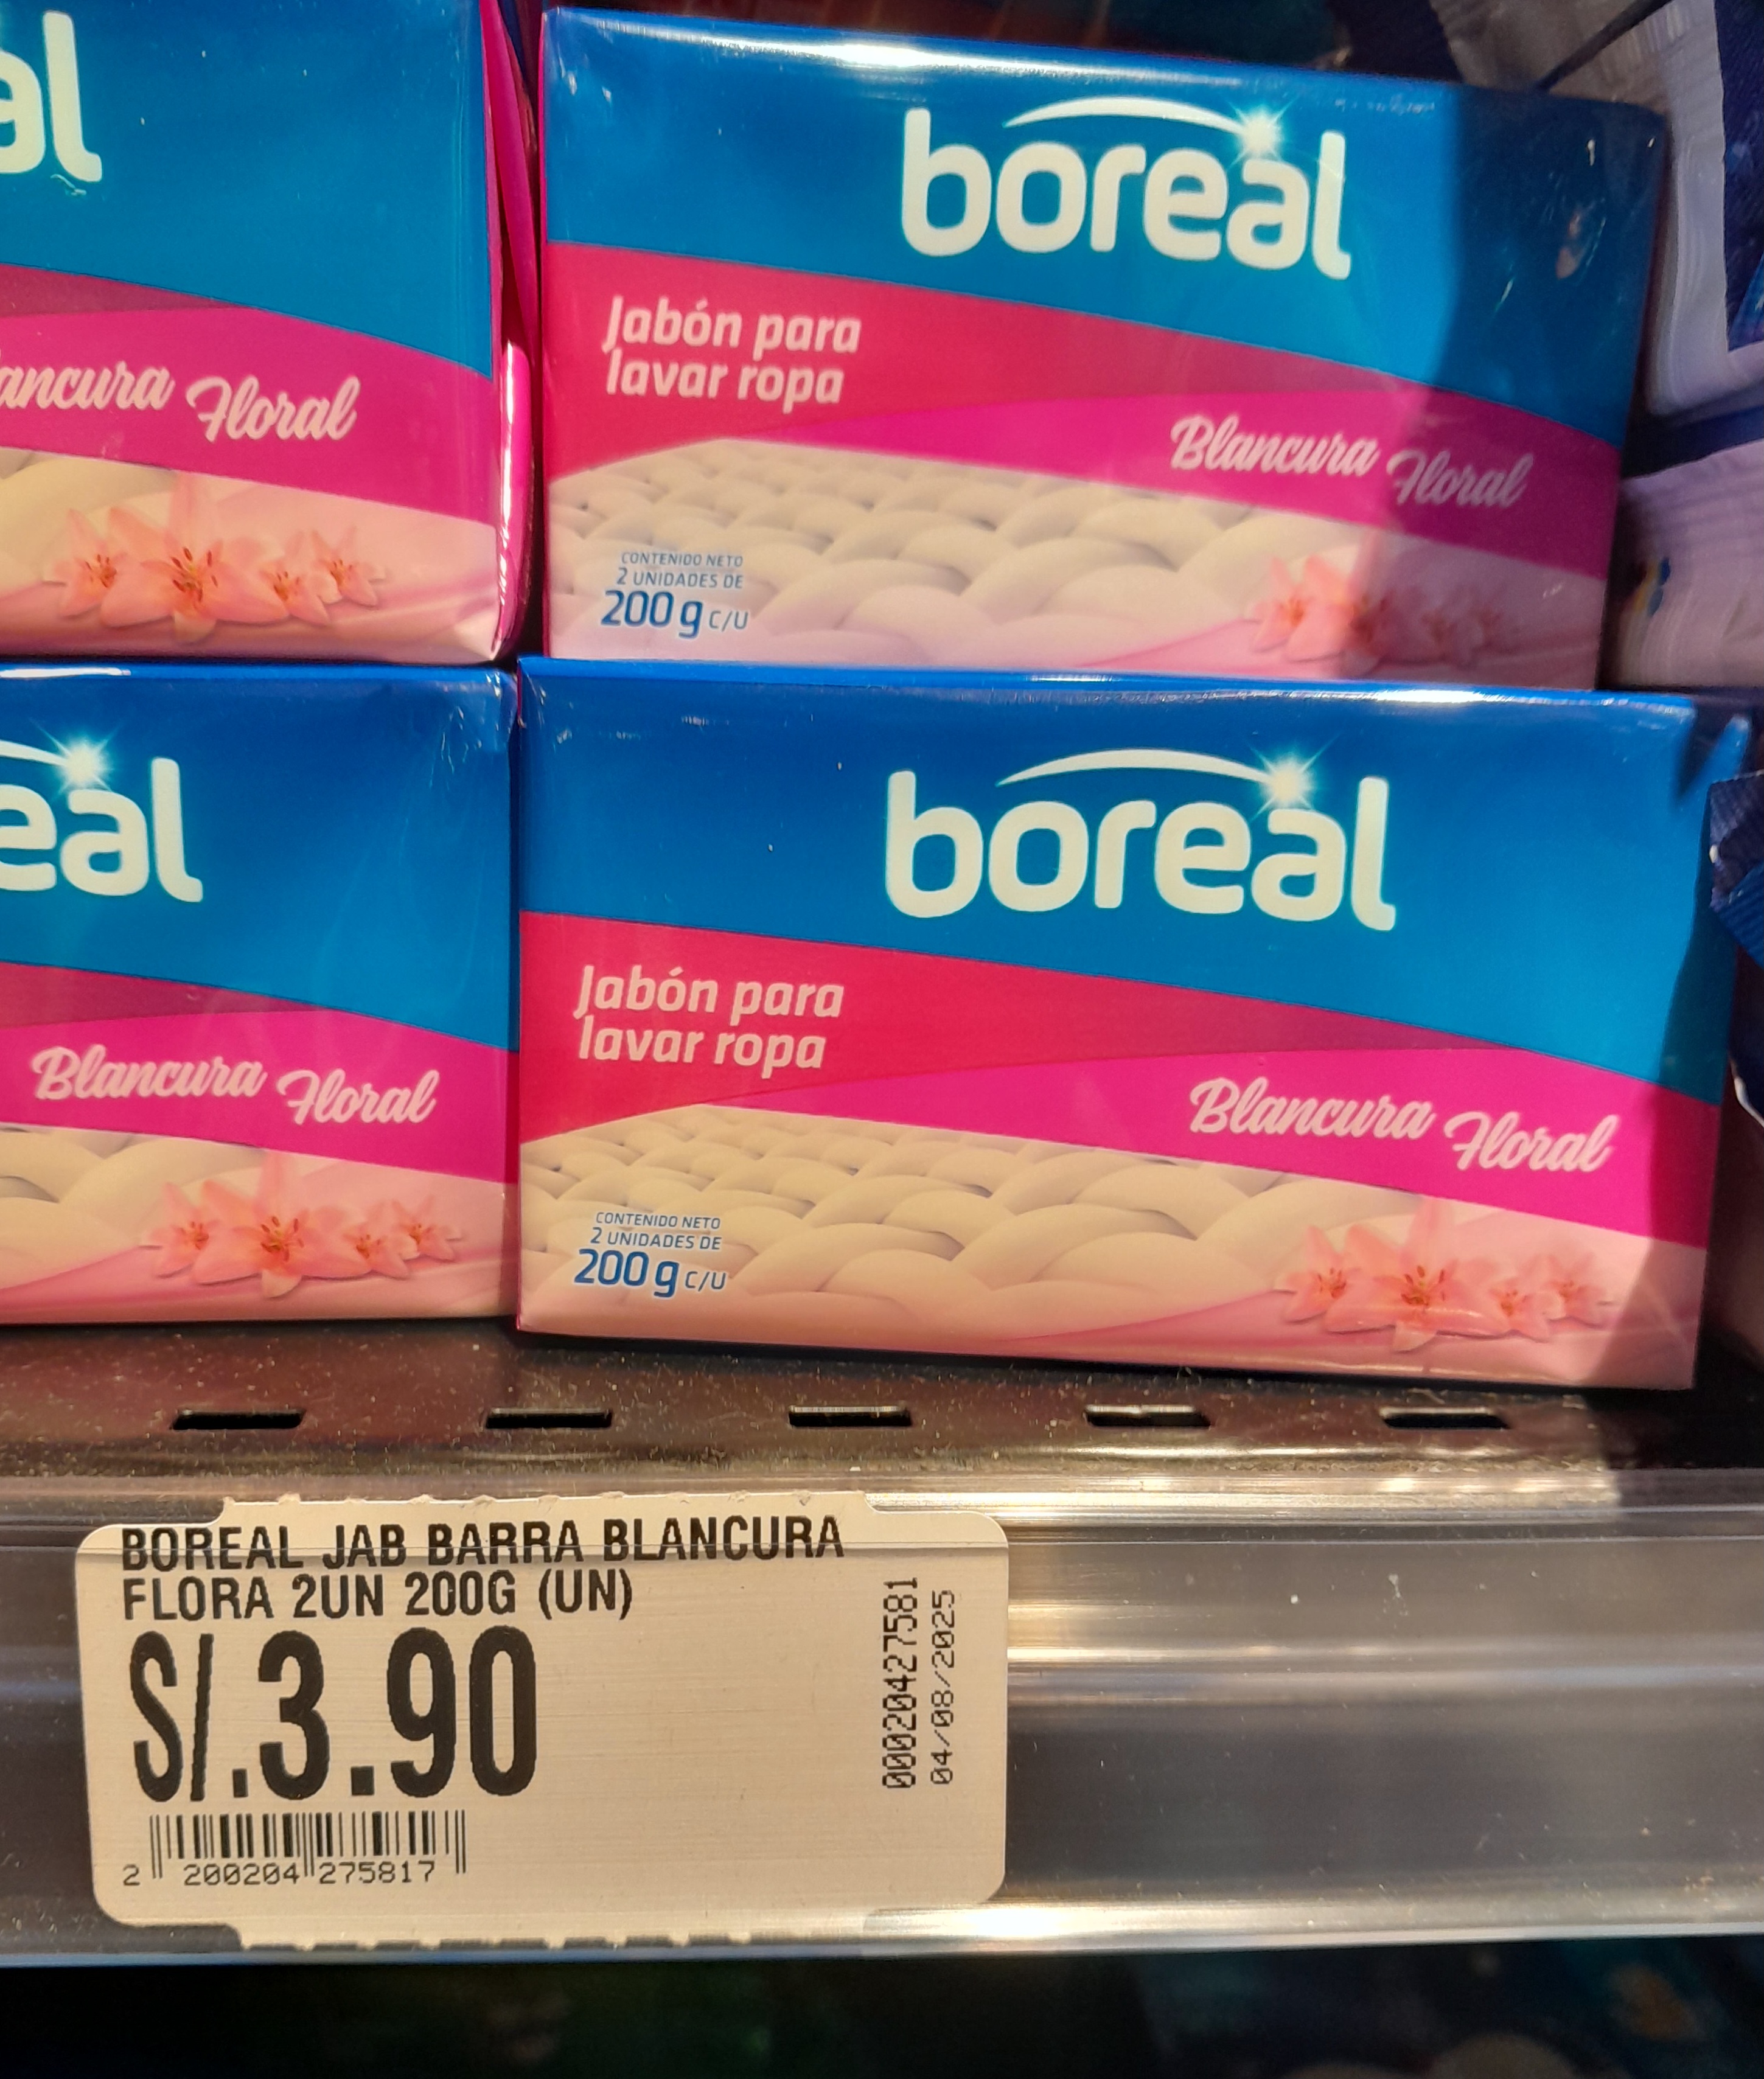 al
boreal
Jabón para
lavar ropa
ancura Floral
Blancura Floral
CONTENIDO NETO
2 UNIDADES DE
200 g C/U
eal
boreal
Jabón para
lavar ropa
Blancura Floral
Blancura Floral
CONTENIDO NETO
2 UNIDADES DE
200 g C/U
BOREAL JAB BARRA BLANCURA
FLORA 2UN 200G (UN)
S/.3.90
2 200204 275817
00020427581
04/08/2025